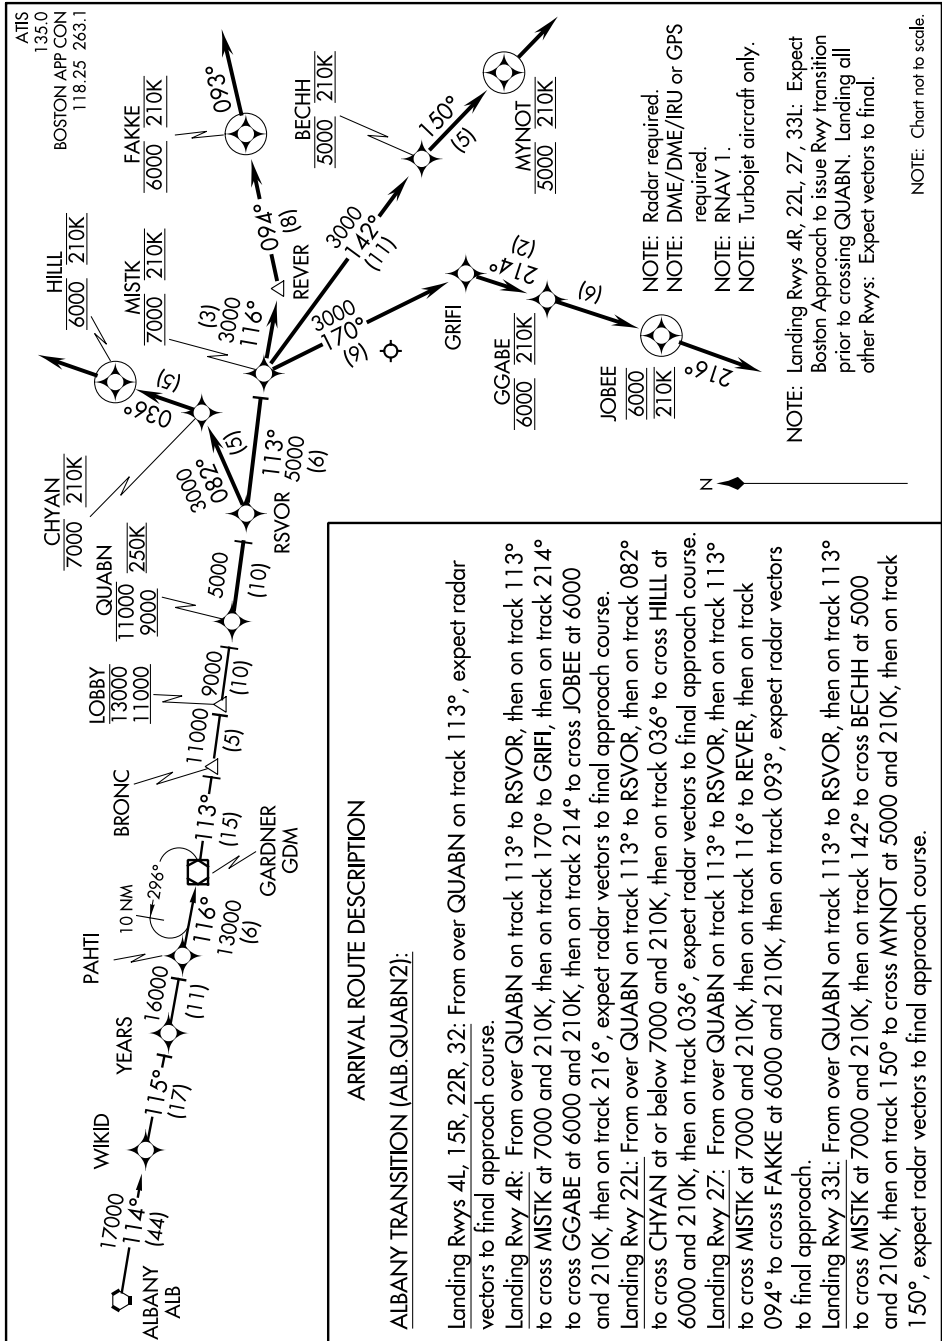 ATIS
135.0
BOSTON APP CON
118.25 263.1
ALBANY
ALB
17000
114°
(44)
WIKID
115°
(17)
YEARS
16000
(11)
PAHTI
10 NM
296°
116°
13000
(6)
GARDNER
GDM
113°
(15)
BRONC
11000
(5)
LOBBY
13000
11000
9000
(10)
QUABN
11000 250K
9000
5000
(10)
RSVOR
CHYAN
7000 210K
3000
082°
(5)
036°
(5)
HILLL
6000 210K
113°
5000
(6)
MISTK
7000 210K
(3)
3000
116°
REVER
094°
(8)
FAKKE
6000 210K
093°
3000
142°
(11)
BECHH
5000 210K
150°
(5)
MYNOT
5000 210K
3000
170°
(9)
GRIFI
214°
(2)
GGABE
6000 210K
(6)
JOBEE
6000
210K
216°
N
NOTE: Radar required.
NOTE: DME/DME/IRU or GPS
required.
NOTE: RNAV 1.
NOTE: Turbojet aircraft only.
NOTE: Landing Rwys 4R, 22L, 27, 33L: Expect
Boston Approach to issue Rwy transition
prior to crossing QUABN. Landing all
other Rwys: Expect vectors to final.
NOTE: Chart not to scale.
ARRIVAL ROUTE DESCRIPTION
ALBANY TRANSITION (ALB.QUABN2):
Landing Rwys 4L, 15R, 22R, 32: From over QUABN on track 113°, expect radar
vectors to final approach course.
Landing Rwy 4R: From over QUABN on track 113° to RSVOR, then on track 113°
to cross MISTK at 7000 and 210K, then on track 170° to GRIFI, then on track 214°
to cross GGABE at 6000 and 210K, then on track 214° to cross JOBEE at 6000
and 210K, then on track 216°, expect radar vectors to final approach course.
Landing Rwy 22L: From over QUABN on track 113° to RSVOR, then on track 082°
to cross CHYAN at or below 7000 and 210K, then on track 036° to cross HILLL at
6000 and 210K, then on track 036°, expect radar vectors to final approach course.
Landing Rwy 27: From over QUABN on track 113° to RSVOR, then on track 113°
to cross MISTK at 7000 and 210K, then on track 116° to REVER, then on track
094° to cross FAKKE at 6000 and 210K, then on track 093°, expect radar vectors
to final approach.
Landing Rwy 33L: From over QUABN on track 113° to RSVOR, then on track 113°
to cross MISTK at 7000 and 210K, then on track 142° to cross BECHH at 5000
and 210K, then on track 150° to cross MYNOT at 5000 and 210K, then on track
150°, expect radar vectors to final approach course.